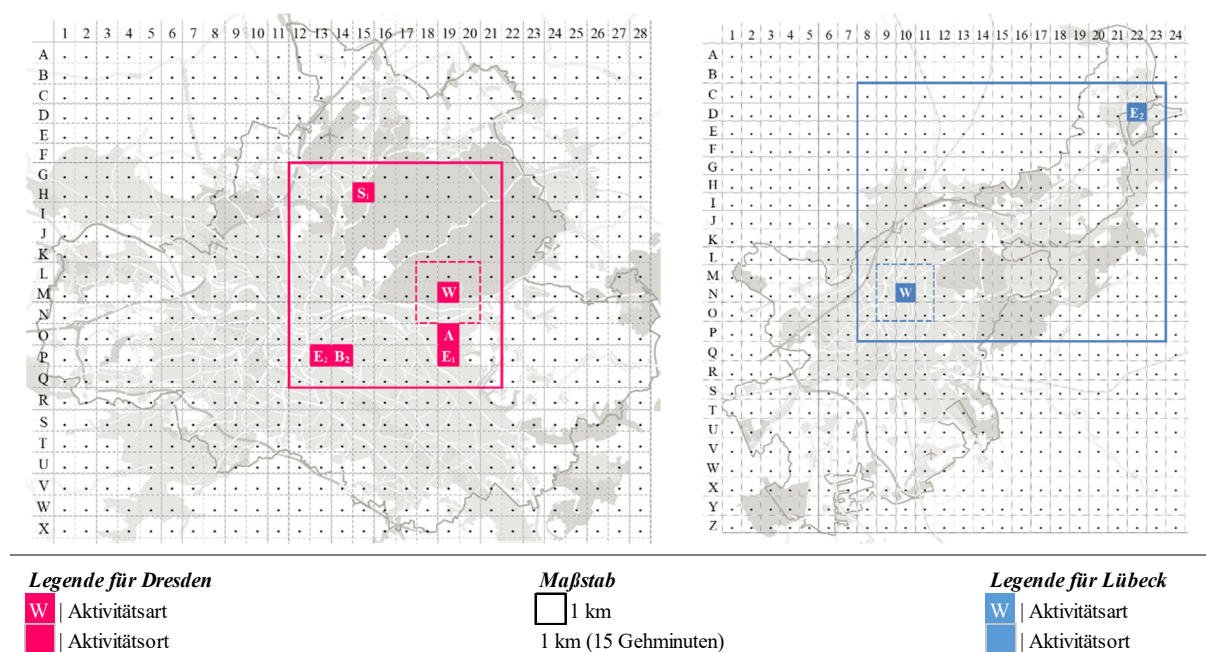 1 2 3 4 5 6 7 8 9 10 11 12 13 14 15 16 17 18 19 20 21 22 23 24 25 26 27 28
A
B
C
D
E
F
G
H S₁
I
J
K
L
M W
N
O A
P E₂ B₂ E₁
Q
R
S
T
U
V
W
X
1 2 3 4 5 6 7 8 9 10 11 12 13 14 15 16 17 18 19 20 21 22 23 24
A
B
C
D E₂
E
F
G
H
I
J
K
L
M
N W
O
P
Q
R
S
T
U
V
W
X
Y
Z
Legende für Dresden
W | Aktivitätsart
| Aktivitätsort
Maßstab
1 km
1 km (15 Gehminuten)
Legende für Lübeck
W | Aktivitätsart
| Aktivitätsort